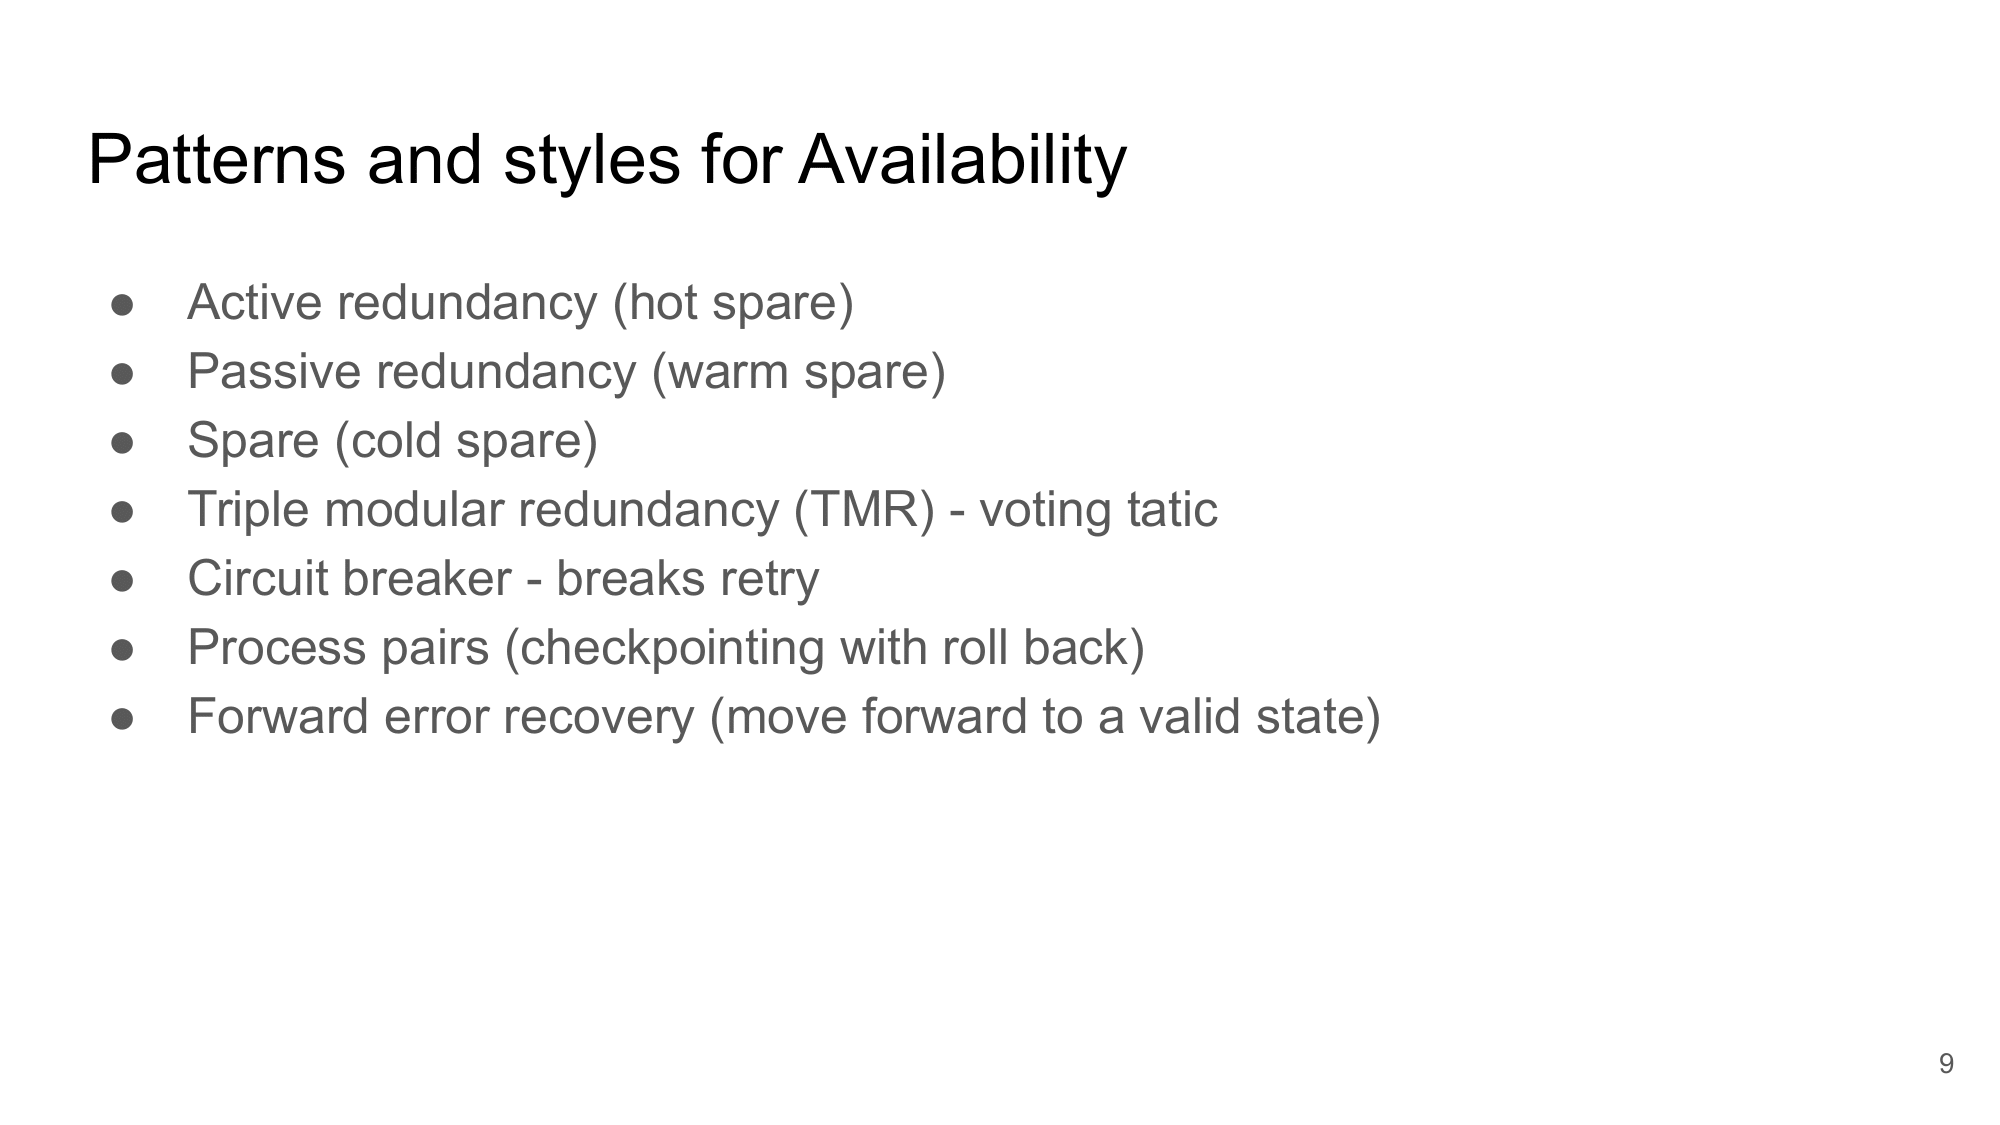 Patterns and styles for Availability
● Active redundancy (hot spare)
● Passive redundancy (warm spare)
● Spare (cold spare)
● Triple modular redundancy (TMR) - voting tatic
● Circuit breaker - breaks retry
● Process pairs (checkpointing with roll back)
● Forward error recovery (move forward to a valid state)
9